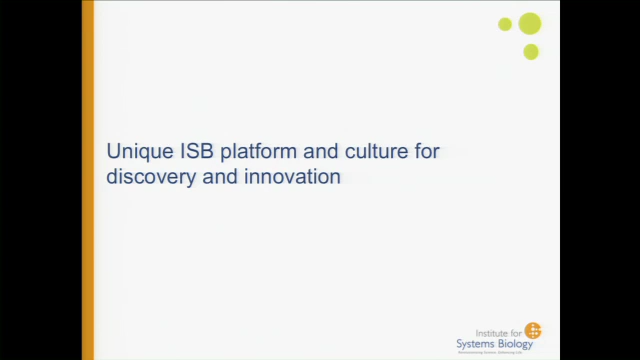 Unique ISB platform and culture for
discovery and innovation
Institute for
Systems Biology